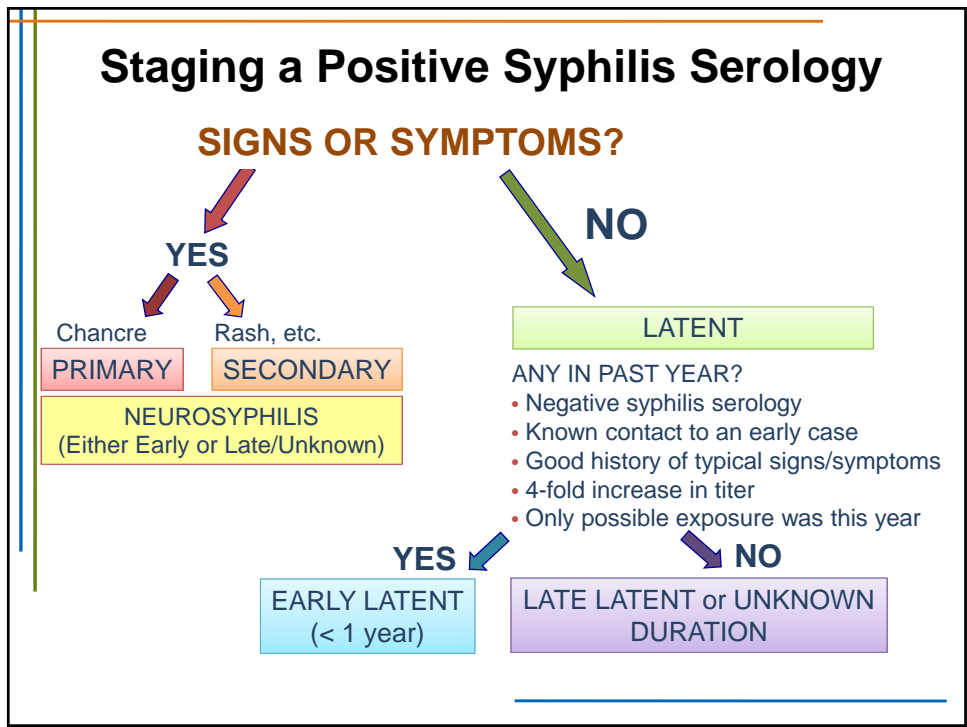 Staging a Positive Syphilis Serology
SIGNS OR SYMPTOMS?
YES
NO
Chancre
PRIMARY
Rash, etc.
SECONDARY
NEUROSYPHILIS
(Either Early or Late/Unknown)
LATENT
ANY IN PAST YEAR?
• Negative syphilis serology
• Known contact to an early case
• Good history of typical signs/symptoms
• 4-fold increase in titer
• Only possible exposure was this year
YES
EARLY LATENT
(< 1 year)
NO
LATE LATENT or UNKNOWN
DURATION